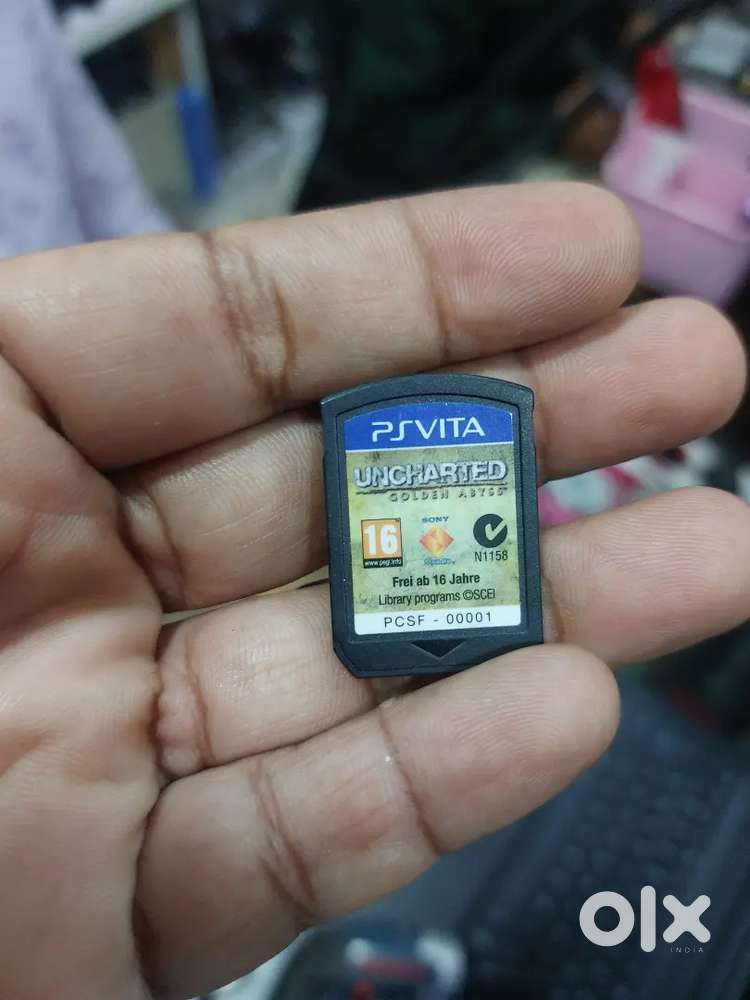 PSVITA
UNCHARTED
GOLDEN ABYSS
16
www.pegi.info
SONY
N1158
Frei ab 16 Jahre
Library programs ©SCEI
PCSF - 00001
olx
INDIA